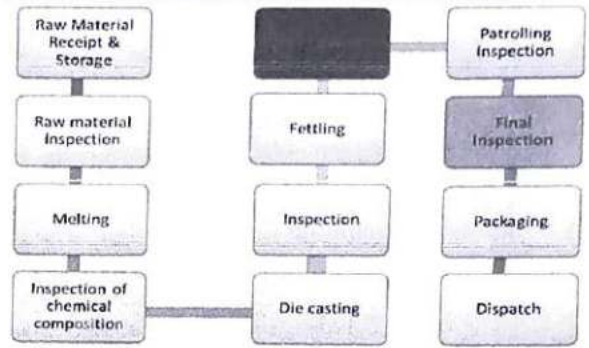 Raw Material
Receipt &
Storage
Raw material
inspection
Melting
Inspection of
chemical
composition
Die casting
Inspection
Fettling
Patrolling
Inspection
Final
Inspection
Packaging
Dispatch